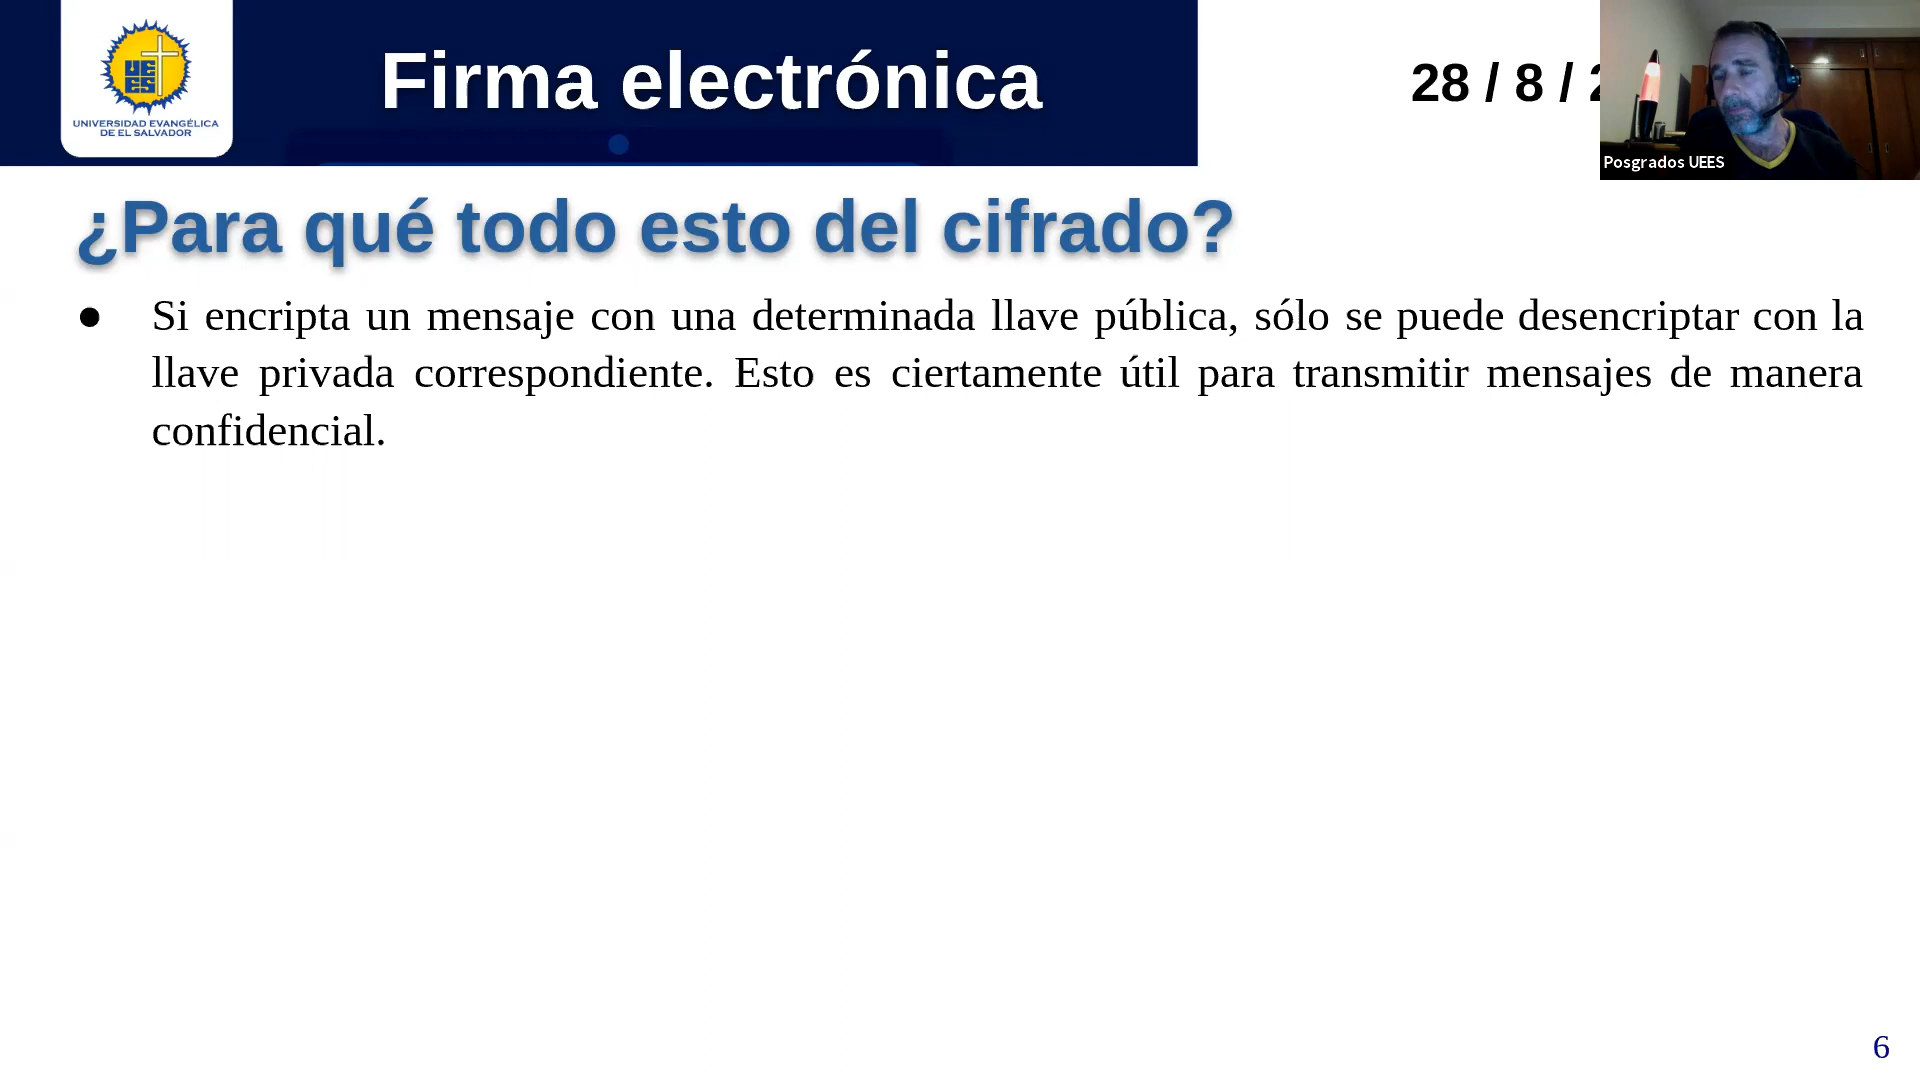 UEES
UNIVERSIDAD EVANGÉLICA
DE EL SALVADOR
Firma electrónica
28 / 8 / 2
Posgrados UEES
¿Para qué todo esto del cifrado?
● Si encripta un mensaje con una determinada llave pública, sólo se puede desencriptar con la
llave privada correspondiente. Esto es ciertamente útil para transmitir mensajes de manera
confidencial.
6